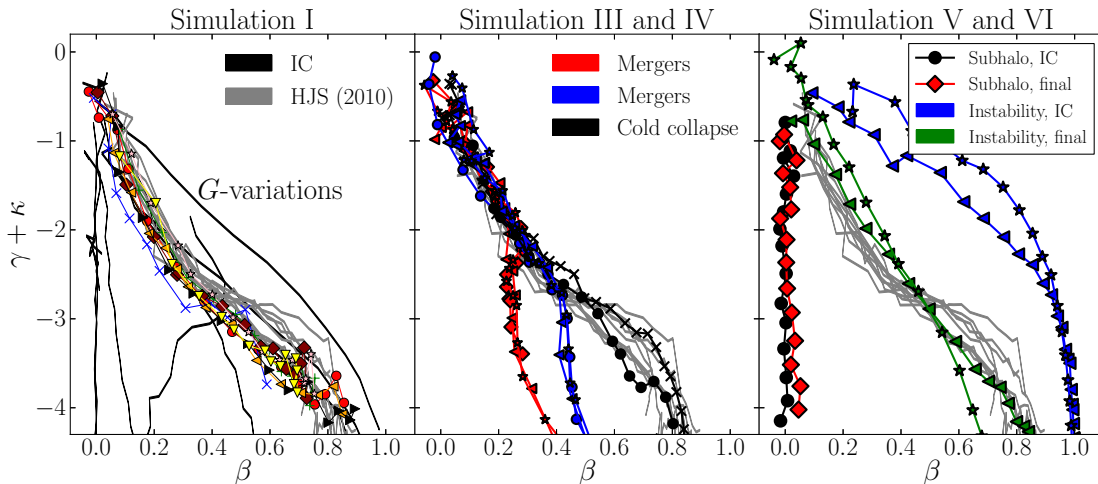 Simulation I
Simulation III and IV
Simulation V and VI
γ + κ
0
−1
−2
−3
−4
IC
HJS (2010)
G-variations
0.0 0.2 0.4 0.6 0.8 1.0
β
Mergers
Mergers
Cold collapse
0.0 0.2 0.4 0.6 0.8 1.0
β
Subhalo, IC
Subhalo, final
Instability, IC
Instability, final
0.0 0.2 0.4 0.6 0.8 1.0
β